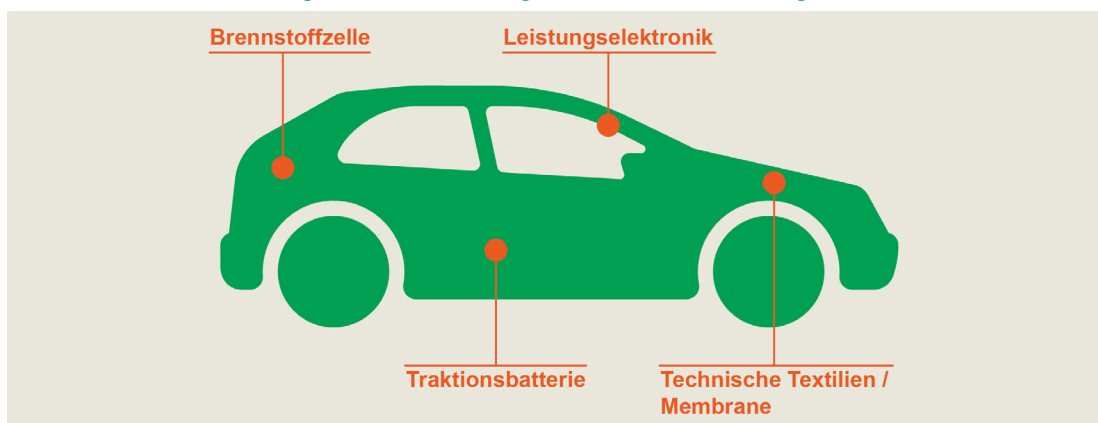 Brennstoffzelle
Leistungselektronik
Traktionsbatterie
Technische Textilien /
Membrane